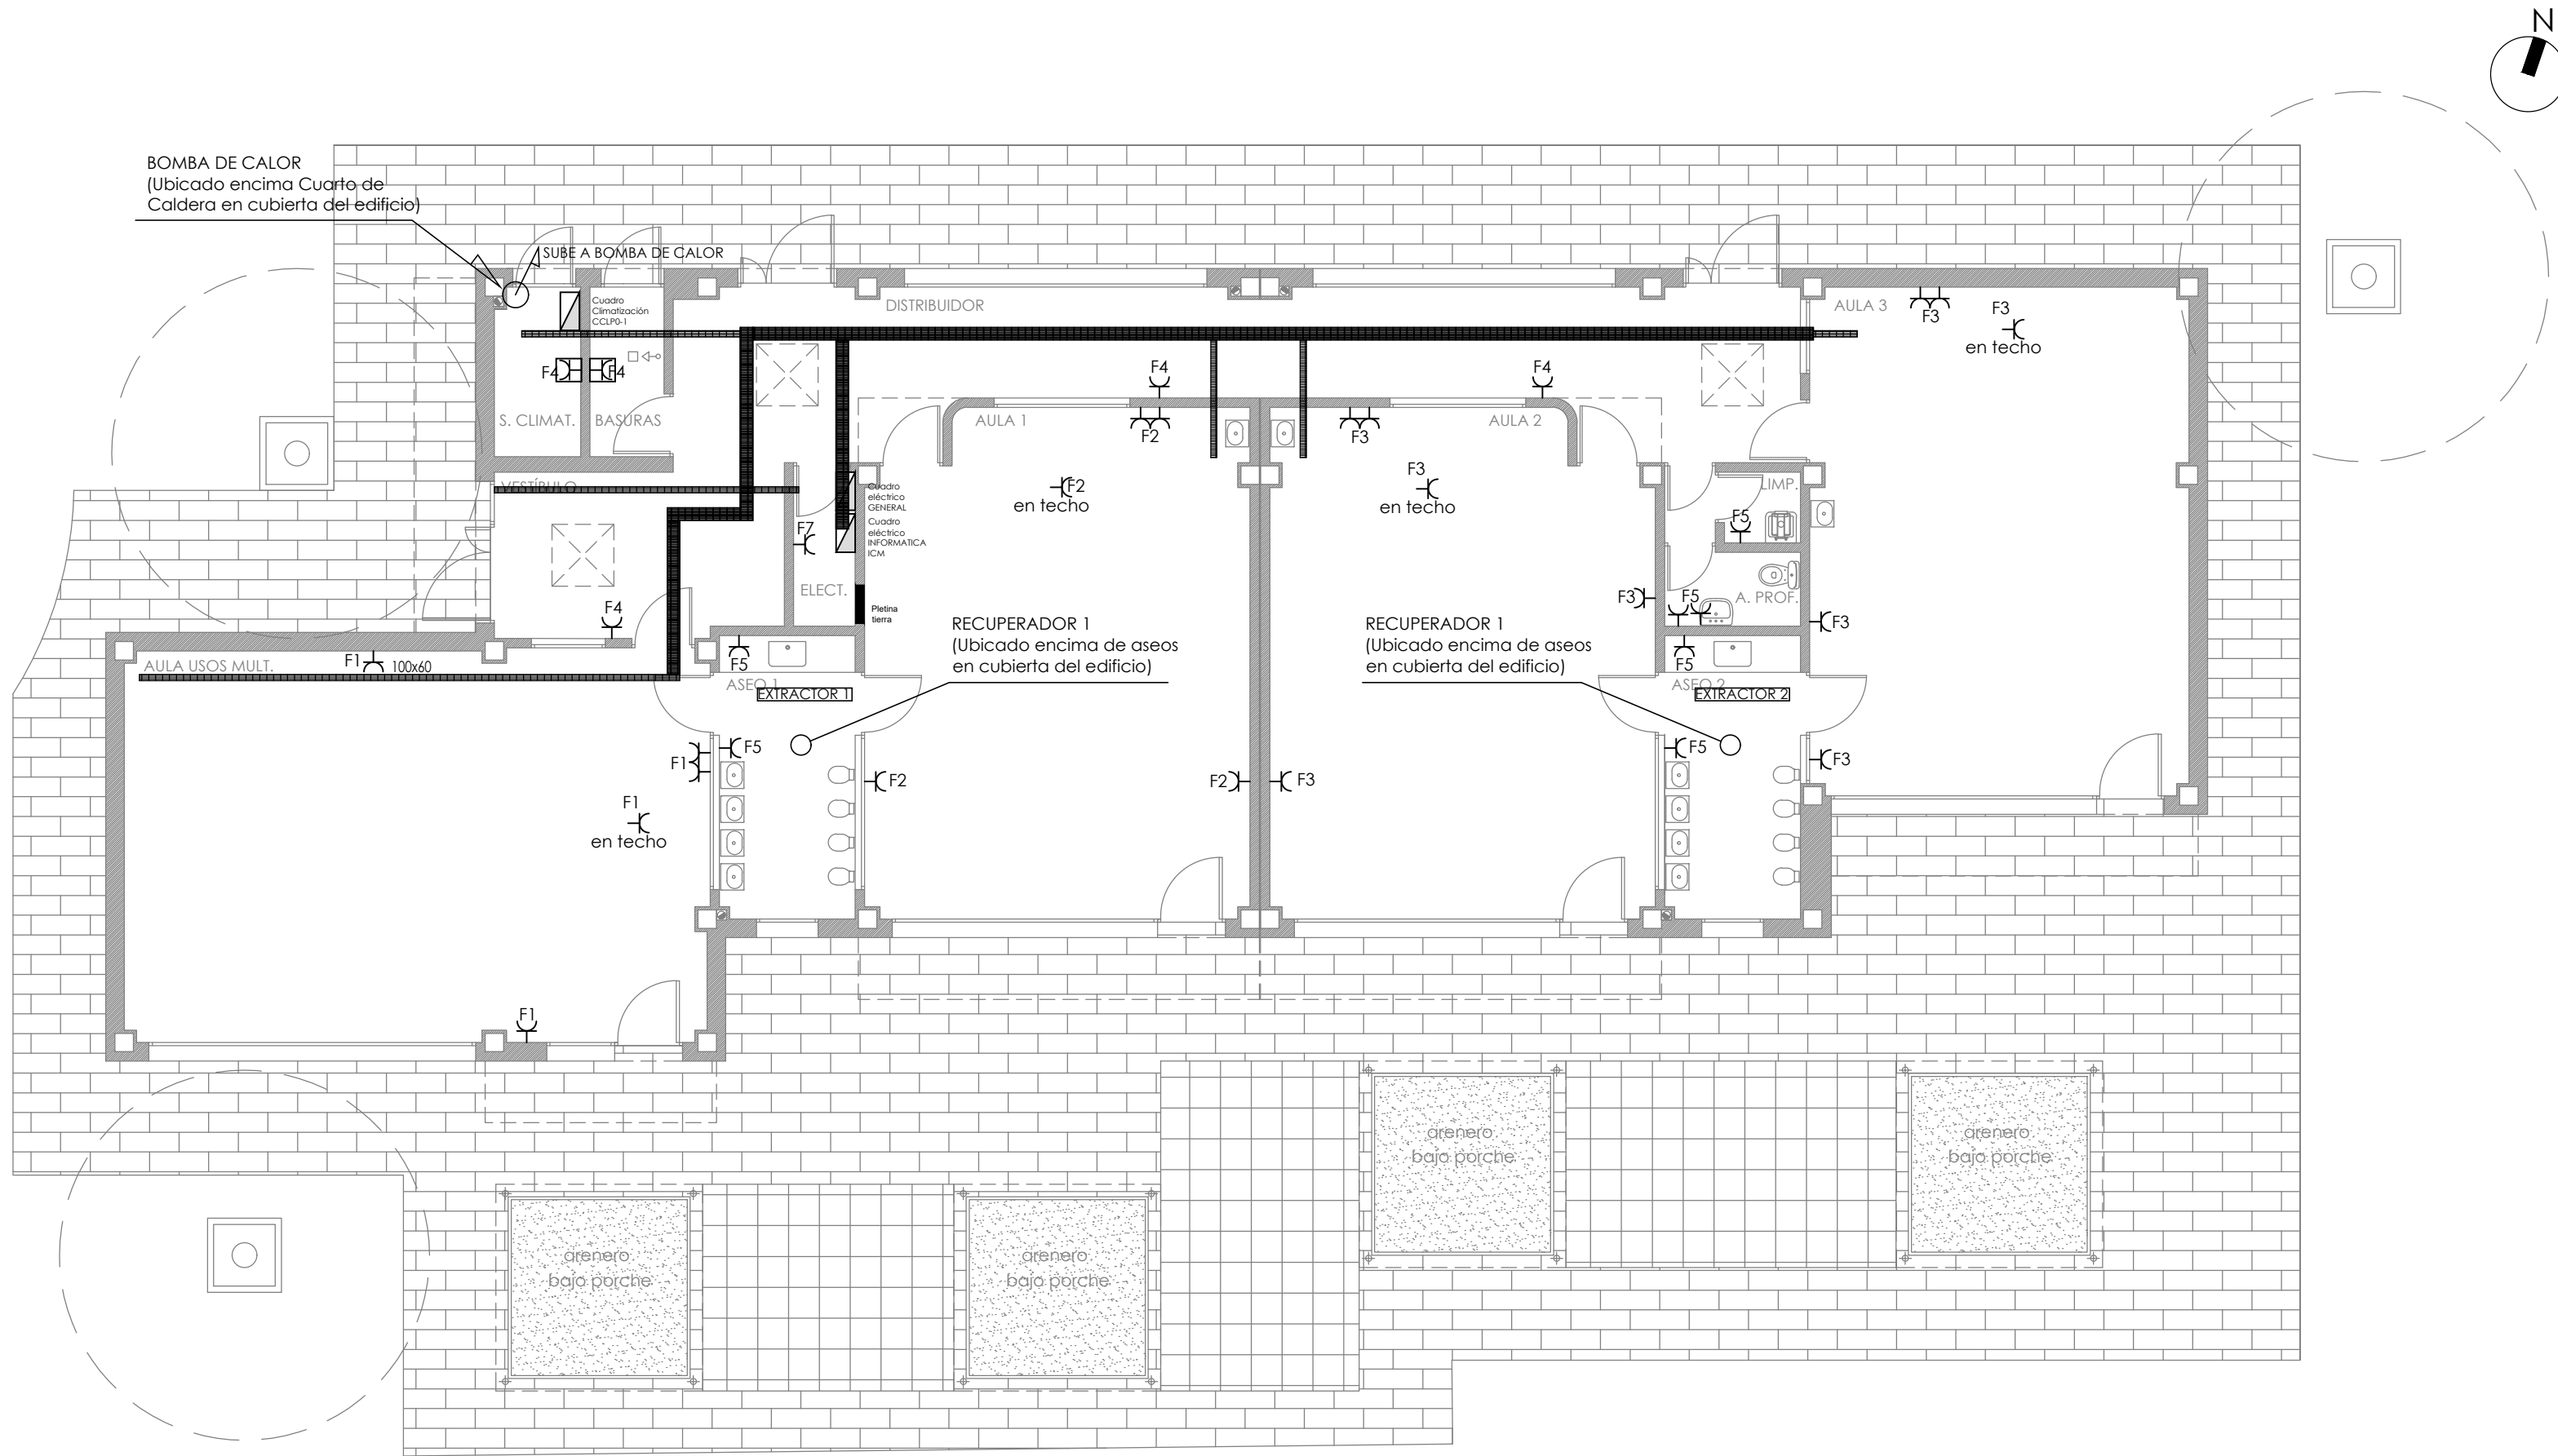 N
BOMBA DE CALOR
(Ubicado encima Cuarto de
Caldera en cubierta del edificio)
SUBE A BOMBA DE CALOR
Cuadro
Climatización
CCLP0-1
DISTRIBUIDOR
AULA 3
F3
F3
en techo
F4
F4
F4
F4
S. CLIMAT.
BASURAS
AULA 1
F2
F3
AULA 2
VESTÍBULO
Cuadro
eléctrico
GENERAL
Cuadro
eléctrico
INFORMATICA
ICM
F2
en techo
F3
en techo
LIMP.
F5
F7
ELECT.
Pletina
tierra
F4
F3
F5
A. PROF.
F3
RECUPERADOR 1
(Ubicado encima de aseos
en cubierta del edificio)
RECUPERADOR 1
(Ubicado encima de aseos
en cubierta del edificio)
AULA USOS MULT.
F1
100x60
F5
F5
ASEO 1
EXTRACTOR 1
ASEO 2
EXTRACTOR 2
F1
F5
F2
F2
F3
F5
F3
F1
en techo
F1
arenero
bajo porche
arenero
bajo porche
arenero
bajo porche
arenero
bajo porche